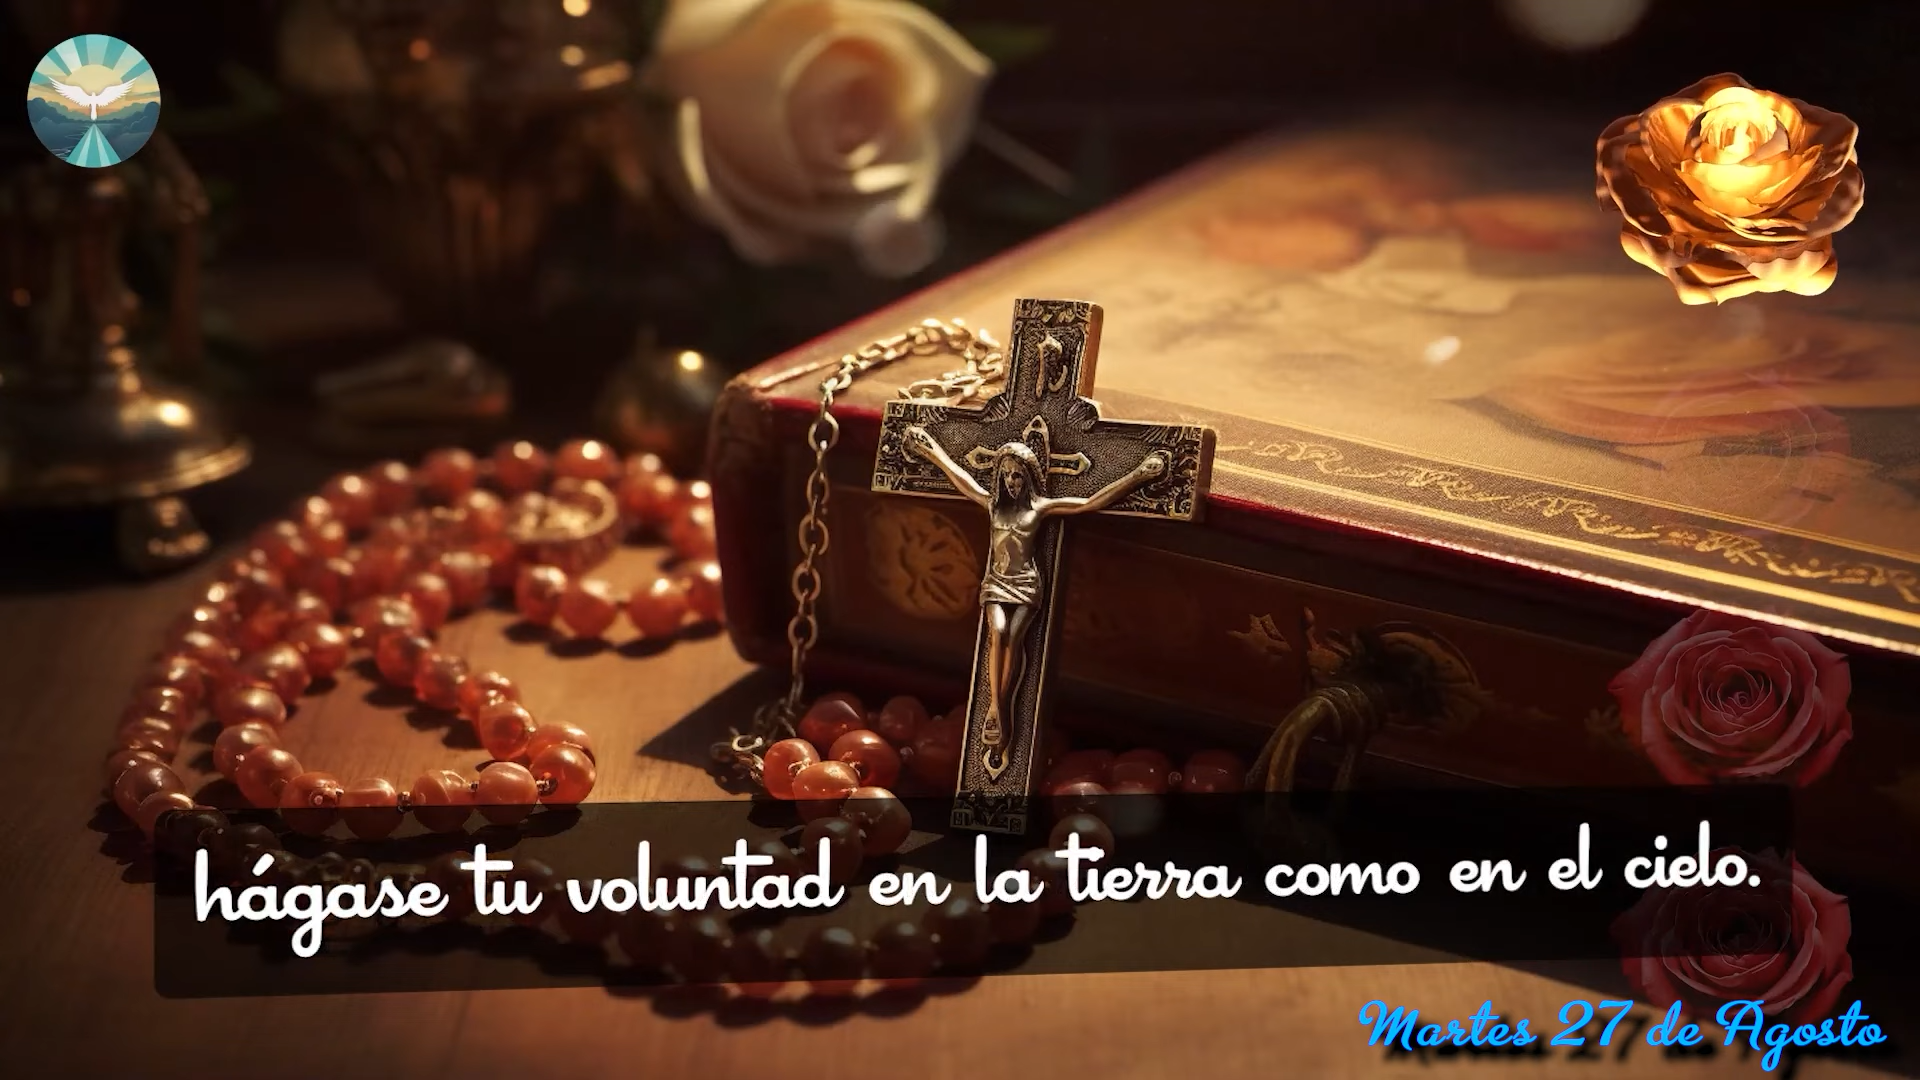 hágase tu voluntad en la tierra como en el cielo.
Martes 27 de Agosto